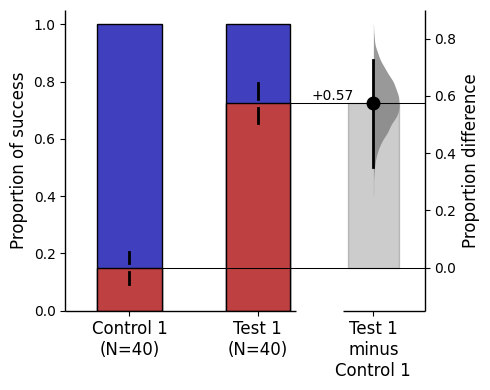 Proportion of success
1.0
0.8
0.6
0.4
0.2
0.0
Control 1
(N=40)
Test 1
(N=40)
+0.57
Test 1
minus
Control 1
0.8
0.6
0.4
0.2
0.0
Proportion difference